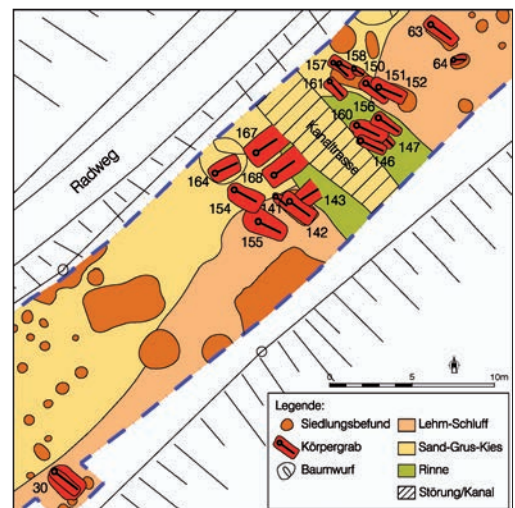 63
64
158
157
150
151
152
161
156
160
147
146
Kanaltrasse
Radweg
167
168
164
143
154
141
142
155
30
0 5 10m
Legende:
Siedlungsbefund
Körpergrab
Baumwurf
Lehm-Schluff
Sand-Grus-Kies
Rinne
Störung/Kanal